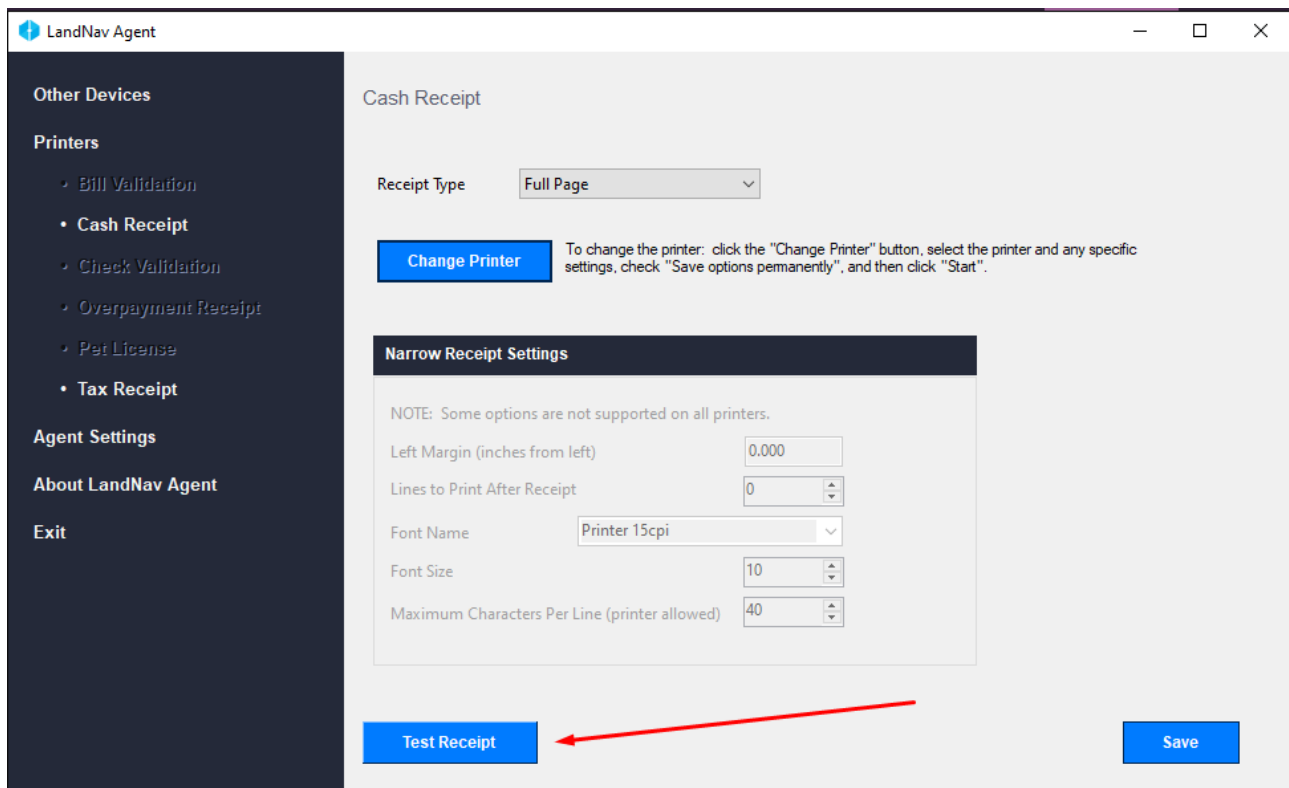 LandNav Agent
Other Devices
Printers
• Bill Validation
• Cash Receipt
• Check Validation
• Overpayment Receipt
• Pet License
• Tax Receipt
Agent Settings
About LandNav Agent
Exit
Cash Receipt
Receipt Type Full Page
Change Printer
To change the printer: click the "Change Printer" button, select the printer and any specific
settings, check "Save options permanently", and then click "Start".
Narrow Receipt Settings
NOTE: Some options are not supported on all printers.
Left Margin (inches from left) 0.000
Lines to Print After Receipt 0
Font Name Printer 15cpi
Font Size 10
Maximum Characters Per Line (printer allowed) 40
Test Receipt
Save